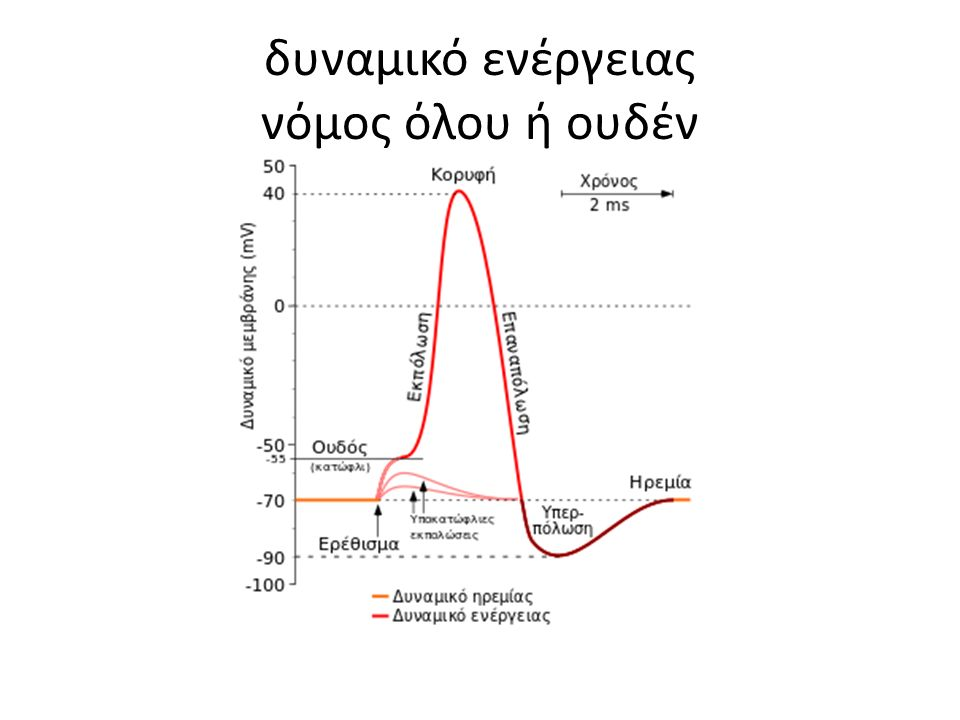 δυναμικό ενέργειας
νόμος όλου ή ουδέν
50
40
0
-50
-55
-70
-90
-100
Δυναμικό μεμβράνης (mV)
Κορυφή
Χρόνος
2 ms
Εκπόλωση
Επαναπόλωση
Ουδός
(κατώφλι)
Ερέθισμα
Υποκατώφλιες
εκπολώσεις
Υπερ-
πόλωση
Ηρεμία
Δυναμικό ηρεμίας
Δυναμικό ενέργειας